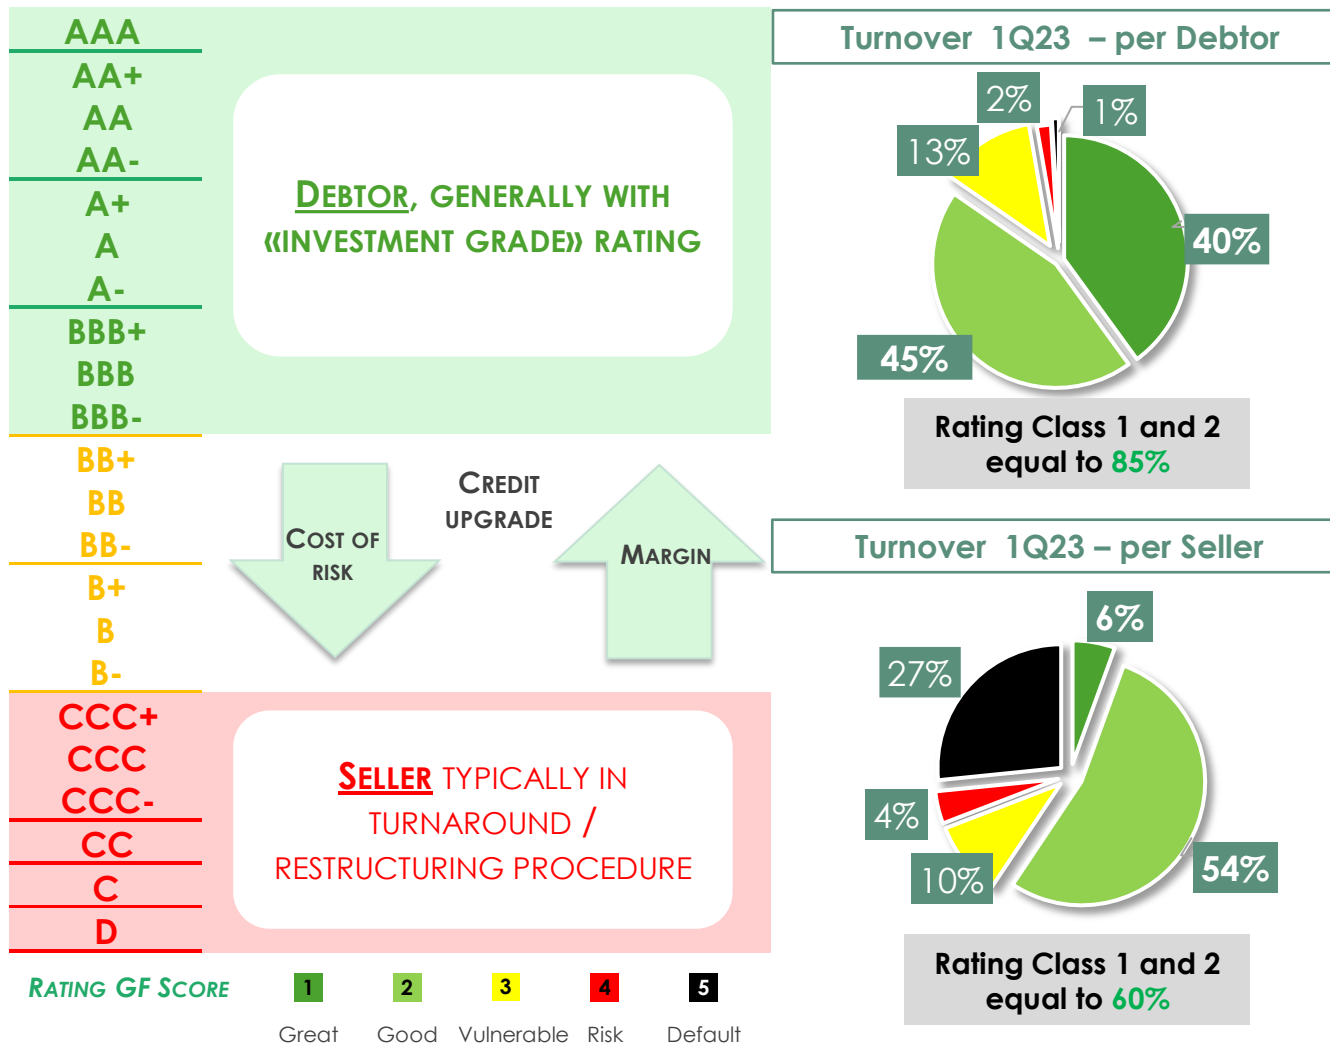 AAA
AA+
AA
AA-
A+
A
A-
BBB+
BBB
BBB-
BB+
BB
BB-
B+
B
B-
CCC+
CCC
CCC-
CC
C
D
DEBTOR, GENERALLY WITH
«INVESTMENT GRADE» RATING
COST OF
RISK
CREDIT
UPGRADE
MARGIN
SELLER TYPICALLY IN
TURNAROUND /
RESTRUCTURING PROCEDURE
Turnover 1Q23 – per Debtor
2%
1%
13%
40%
45%
Rating Class 1 and 2
equal to 85%
Turnover 1Q23 – per Seller
6%
27%
4%
10%
54%
Rating Class 1 and 2
equal to 60%
RATING GF SCORE
1 2 3 4 5
Great Good Vulnerable Risk Default